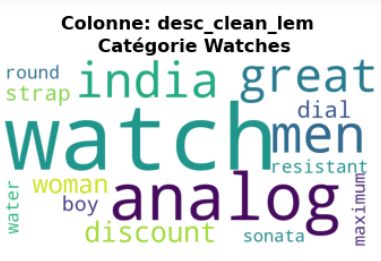 Colonne: desc_clean_lem
Catégorie Watches
round
india
great
strap
dial
watch
men
resistant
woman
analog
maximum
water
boy
discount
sonata